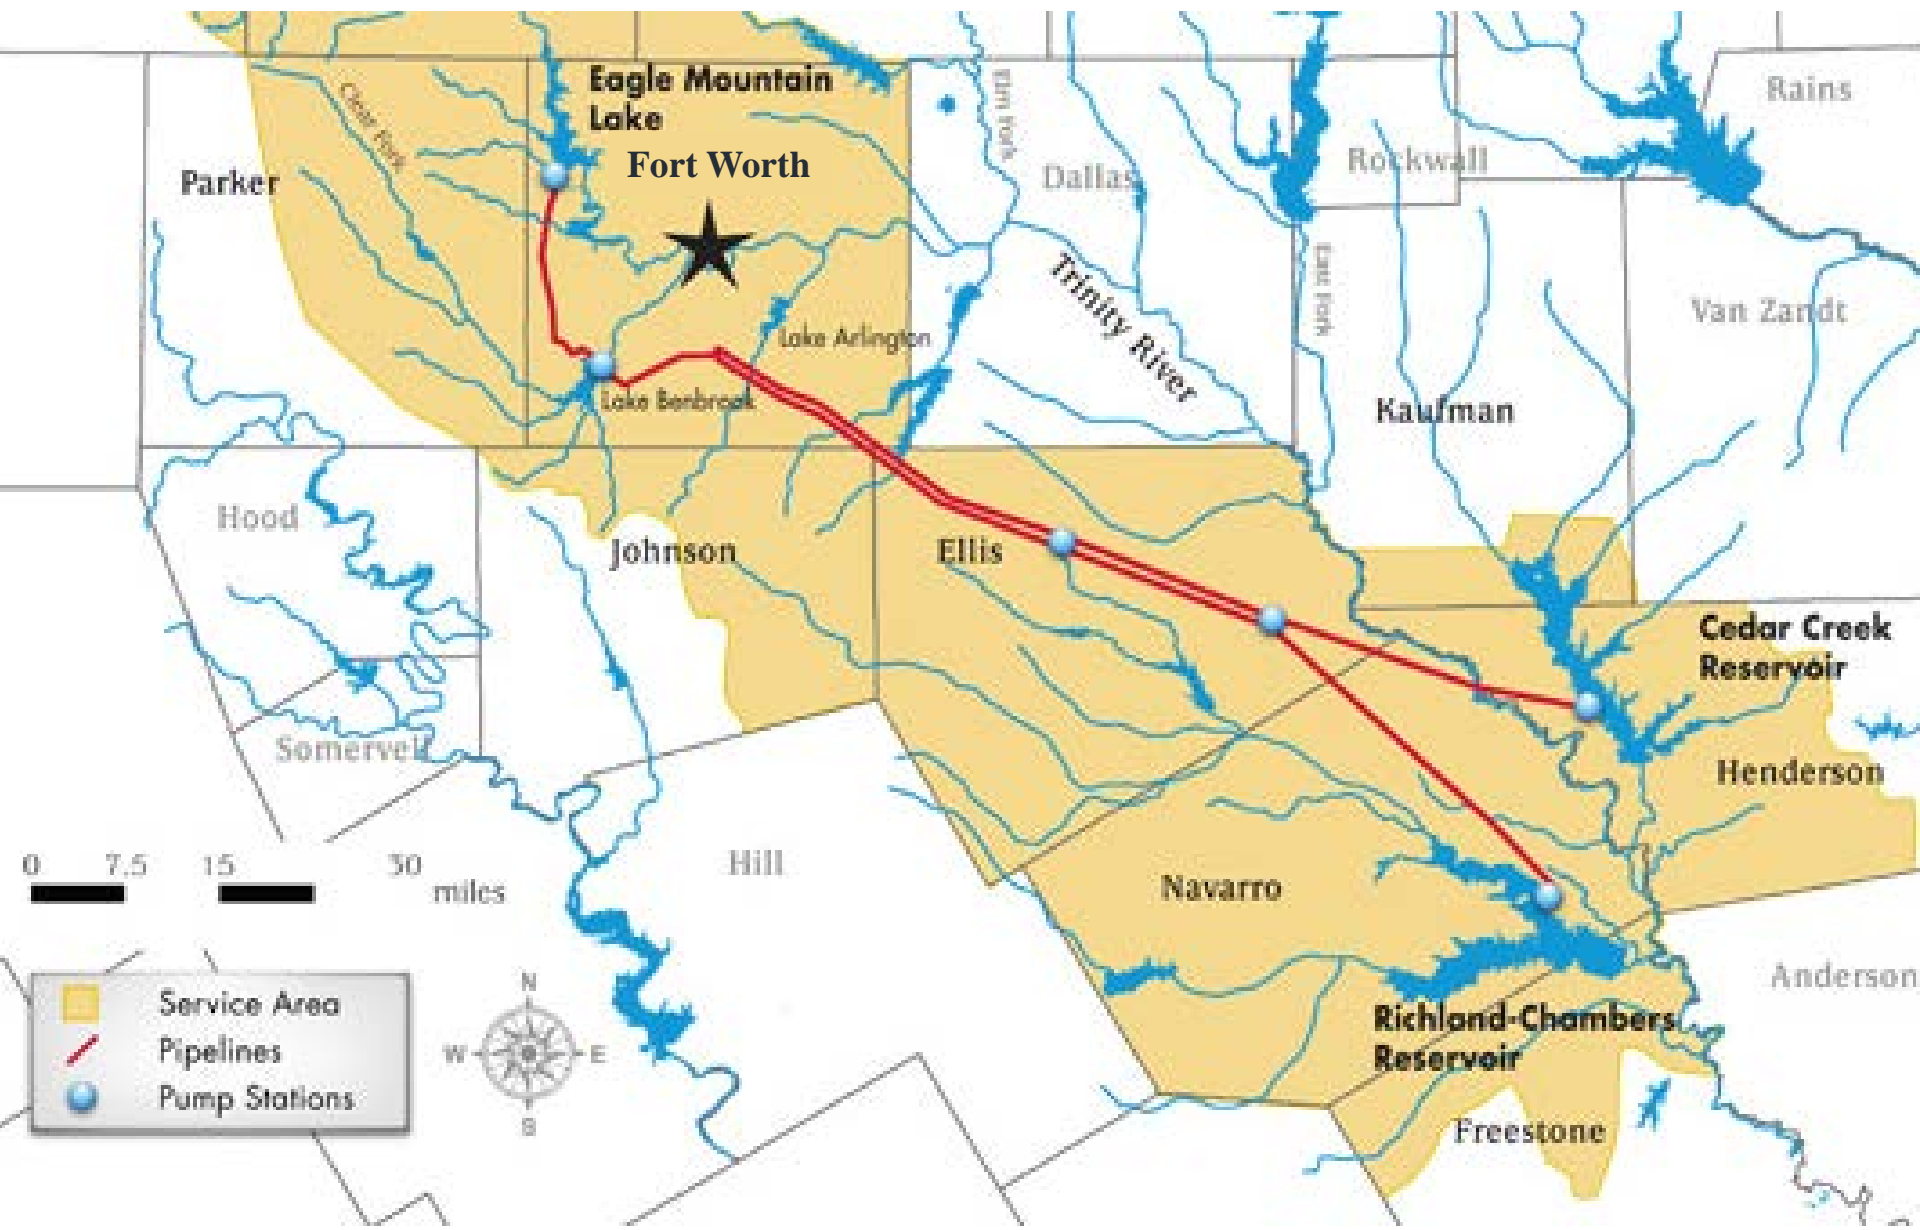 Eagle Mountain
Lake
Fort Worth
Clear Fork
Elm Fork
Parker
Dallas
Rockwall
Rains
Trinity River
East Fork
Van Zandt
Lake Arlington
Lake Benbrook
Kaufman
Hood
Johnson
Ellis
Cedar Creek
Reservoir
Somervell
Henderson
Hill
Navarro
0 7.5 15 30
miles
Anderson
Richland-Chambers
Reservoir
Freestone
Service Area
Pipelines
Pump Stations
N
W E
S